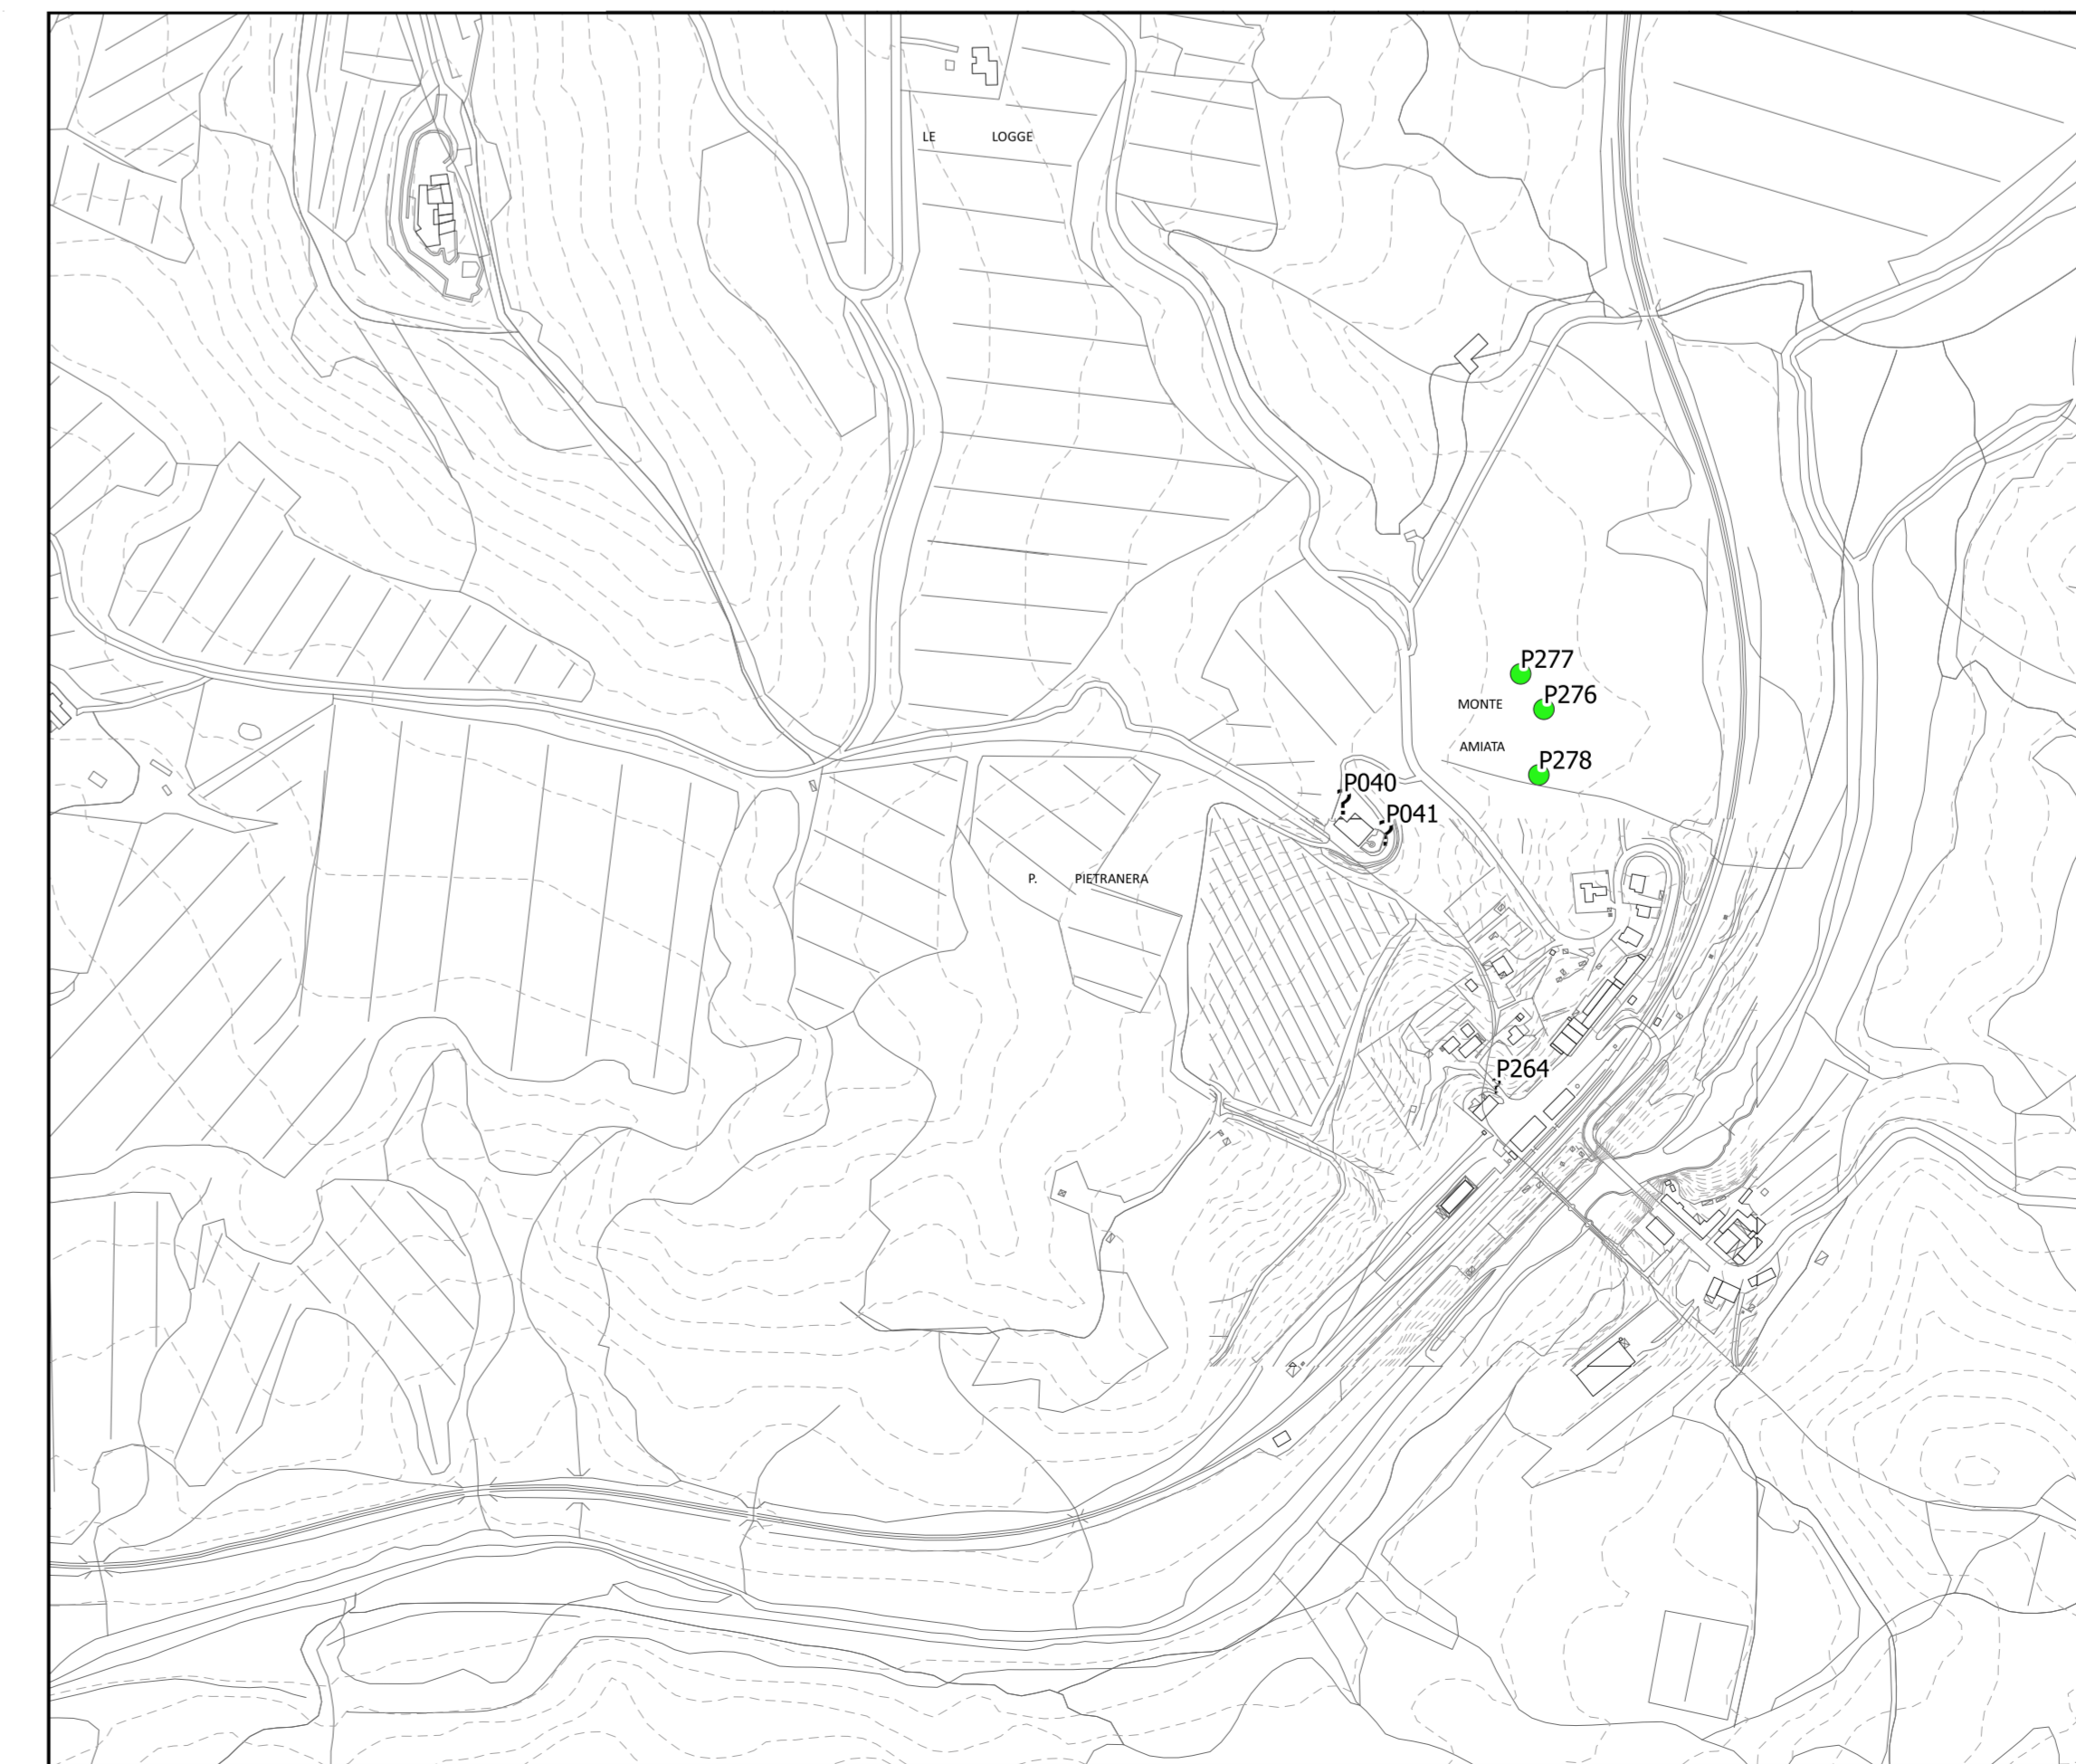 LE LOGGE
P277
P276
MONTE
AMIATA
P278
P040
P041
P. PIETRANERA
P264